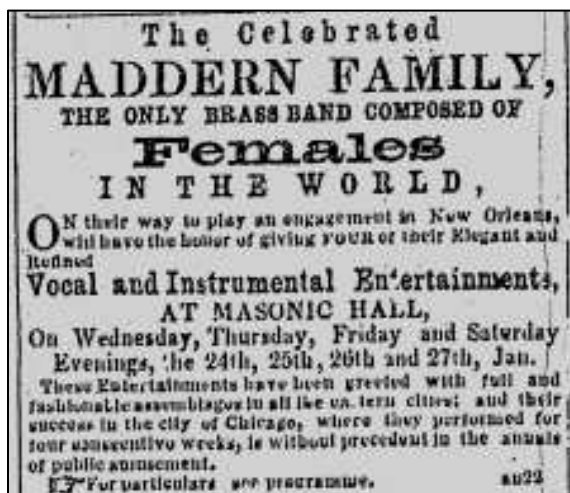 The Celebrated
MADDERN FAMILY,
THE ONLY BRASS BAND COMPOSED OF
Females
IN THE WORLD,
ON their way to play an engagement in New Orleans,
will have the honor of giving FOUR of their Elegant and
Refined
Vocal and Instrumental Entertainments,
AT MASONIC HALL,
On Wednesday, Thursday, Friday and Saturday
Evenings, the 24th, 25th, 26th and 27th, Jan.
These Entertainments have been greeted with full and
fashionable assemblages in all the eastern cities; and their
success in the city of Chicago, where they performed for
four consecutive weeks, is without precedent in the annals
of public amusement.
☞For particulars see programme. au22